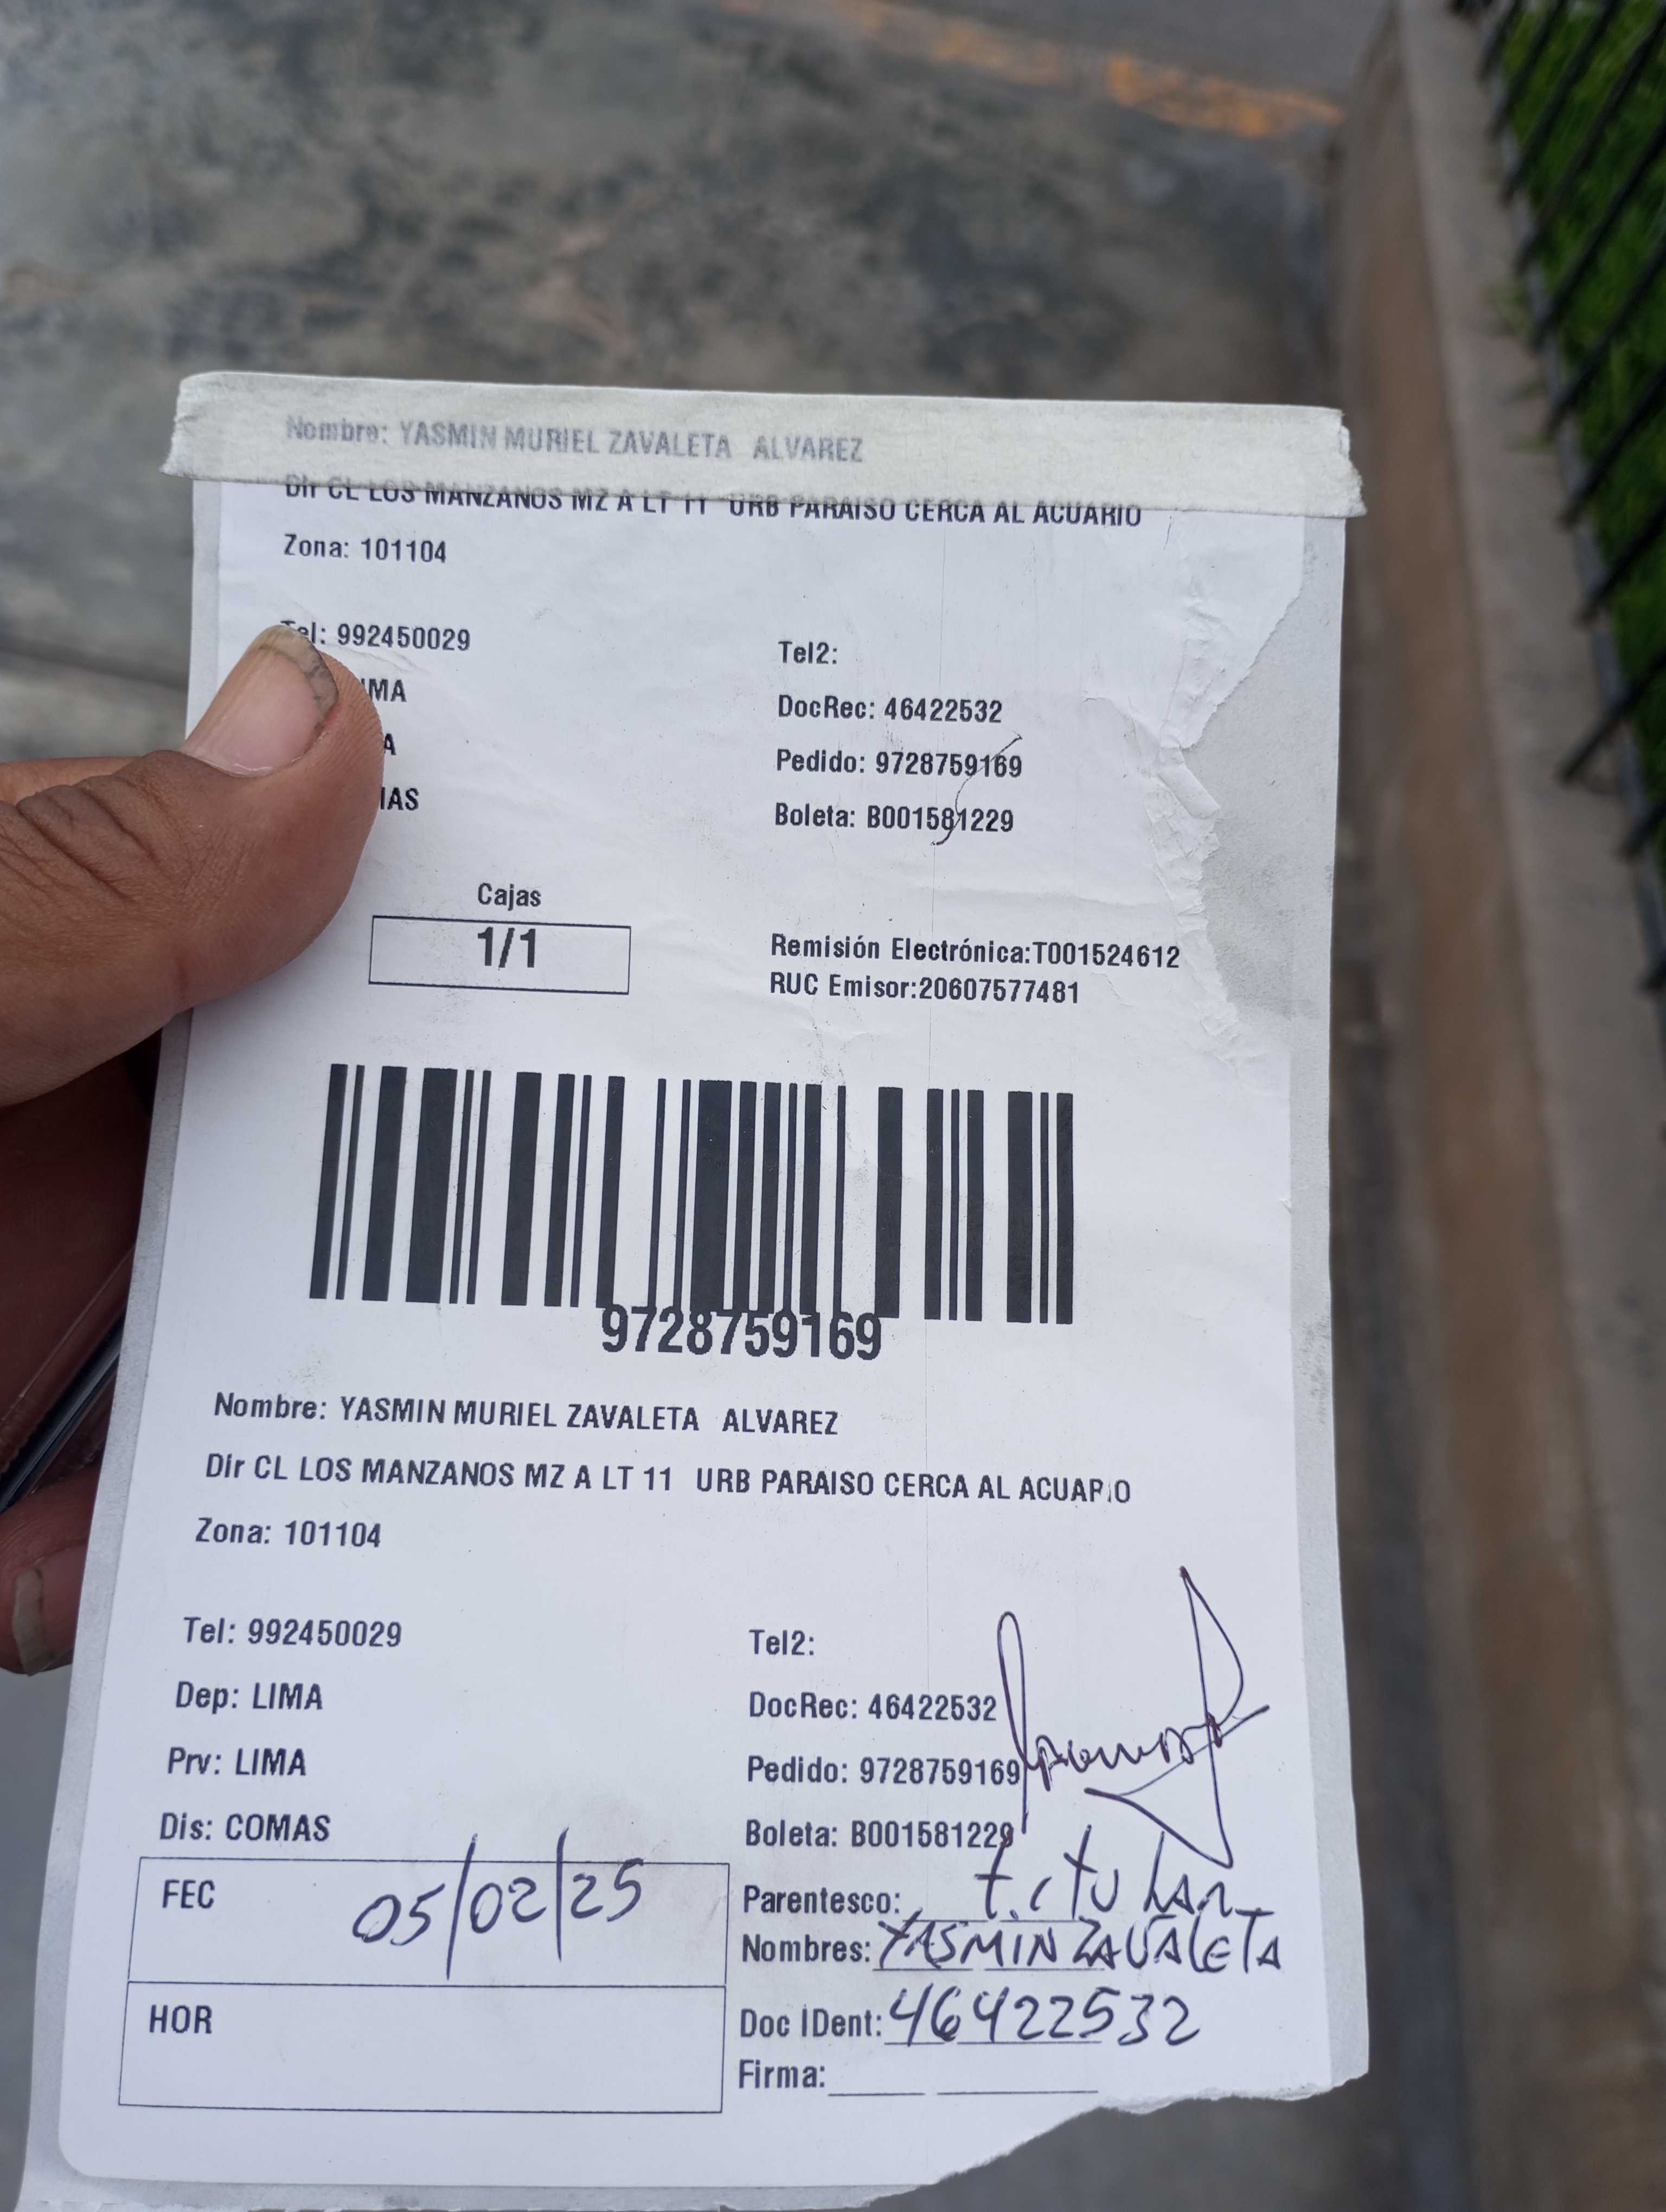 Nombre: YASMIN MURIEL ZAVALETA ALVAREZ
Dir CL LOS MANZANOS MZ A LT 11 URB PARAISO CERCA AL ACUARIO
Zona: 101104
Tel: 992450029
Tel2:
IMA
DocRec: 46422532
A
Pedido: 9728759169
IAS
Boleta: B001581229
Cajas
1/1
Remisión Electrónica:T001524612
RUC Emisor:20607577481
9728759169
Nombre: YASMIN MURIEL ZAVALETA ALVAREZ
Dir CL LOS MANZANOS MZ A LT 11 URB PARAISO CERCA AL ACUARIO
Zona: 101104
Tel: 992450029
Tel2:
Dep: LIMA
DocRec: 46422532
Prv: LIMA
Pedido: 9728759169
Dis: COMAS
Boleta: B001581229
FEC 05/02/25
Parentesco: titular
Nombres: YASMIN ZAVALETA
HOR
Doc IDent: 46422532
Firma: